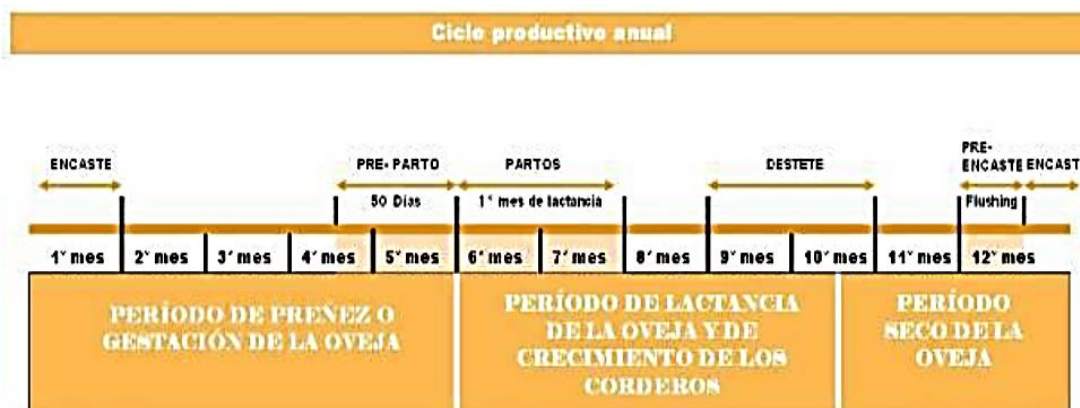 Ciclo productivo anual
ENCASTE
PRE-PARTO
PARTOS
DESTETE
PRE-
ENCASTE
ENCAST
50 Días
1° mes de lactancia
Flushing
1° mes
2° mes
3° mes
4° mes
5° mes
6° mes
7° mes
8° mes
9° mes
10° mes
11° mes
12° mes
PERÍODO DE PREÑEZ O
GESTACIÓN DE LA OVEJA
PERÍODO DE LACTANCIA
DE LA OVEJA Y DE
CRECIMIENTO DE LOS
CORDEROS
PERÍODO
SECO DE LA
OVEJA